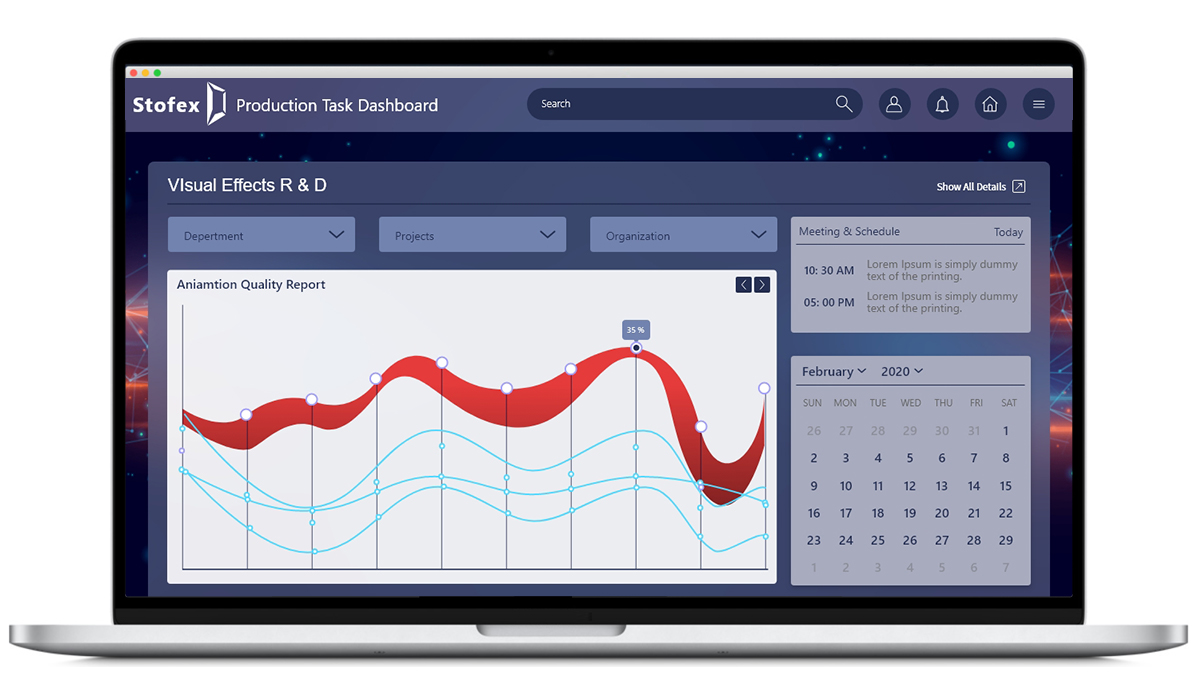 Stofex
Production Task Dashboard
Search
VIsual Effects R & D
Show All Details
Depertment
Projects
Organization
Meeting & Schedule
Today
10: 30 AM
Lorem Ipsum is simply dummy
text of the printing.
05: 00 PM
Lorem Ipsum is simply dummy
text of the printing.
Aniamtion Quality Report
35 %
February
2020
SUN MON TUE WED THU FRI SAT
26 27 28 29 30 31 1
2 3 4 5 6 7 8
9 10 11 12 13 14 15
16 17 18 19 20 21 22
23 24 25 26 27 28 29
1 2 3 4 5 6 7